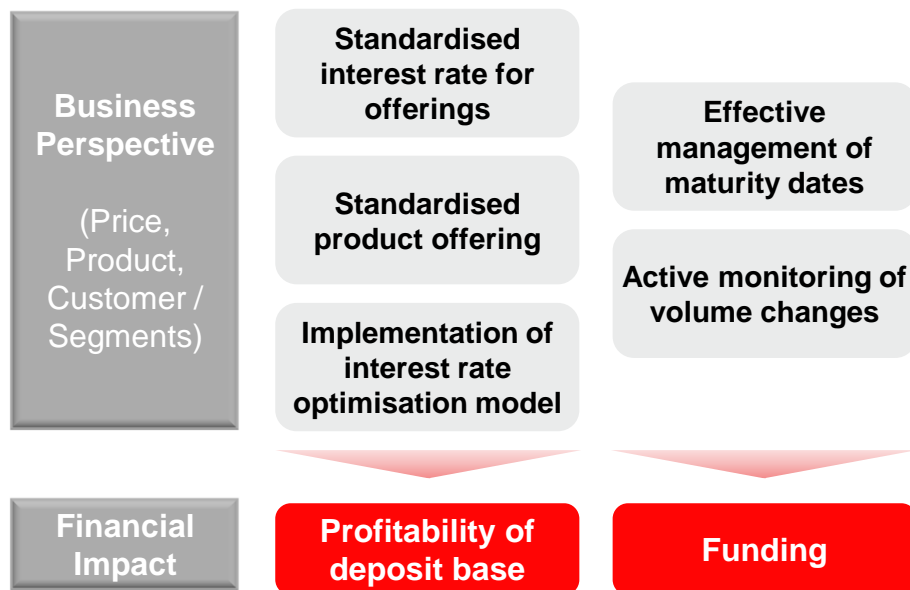 Business
Perspective
(Price,
Product,
Customer /
Segments)
Standardised
interest rate for
offerings
Standardised
product offering
Implementation of
interest rate
optimisation model
Effective
management of
maturity dates
Active monitoring of
volume changes
Financial
Impact
Profitability of
deposit base
Funding